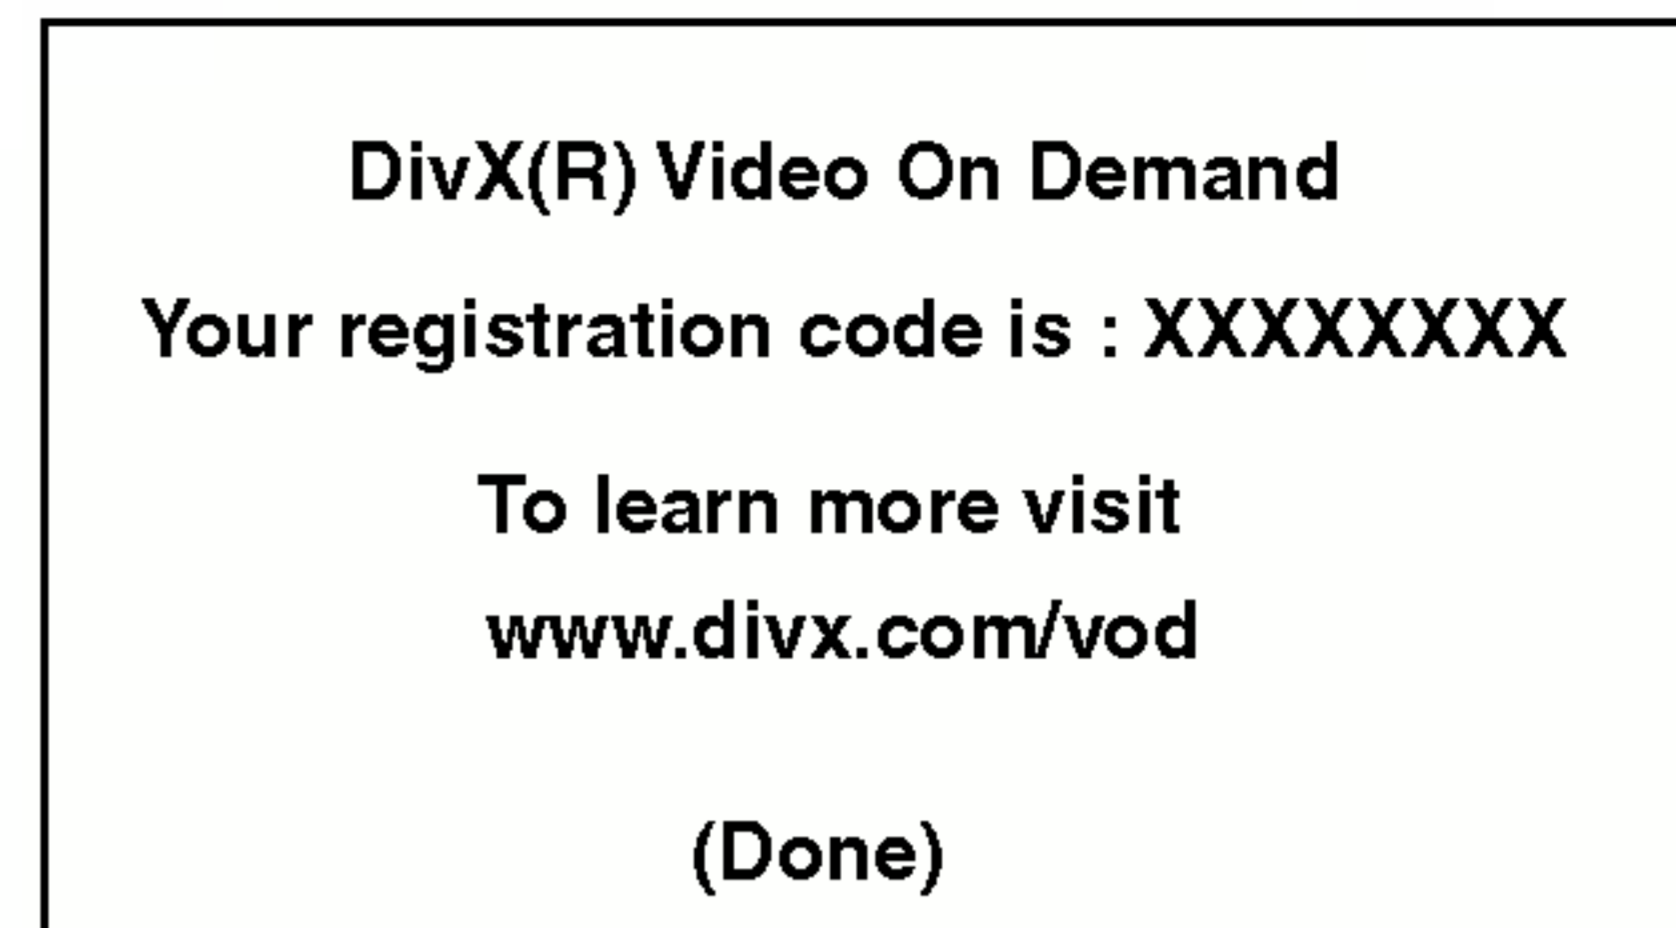 DivX(R) Video On Demand
Your registration code is : XXXXXXXX
To learn more visit
www.divx.com/vod
(Done)